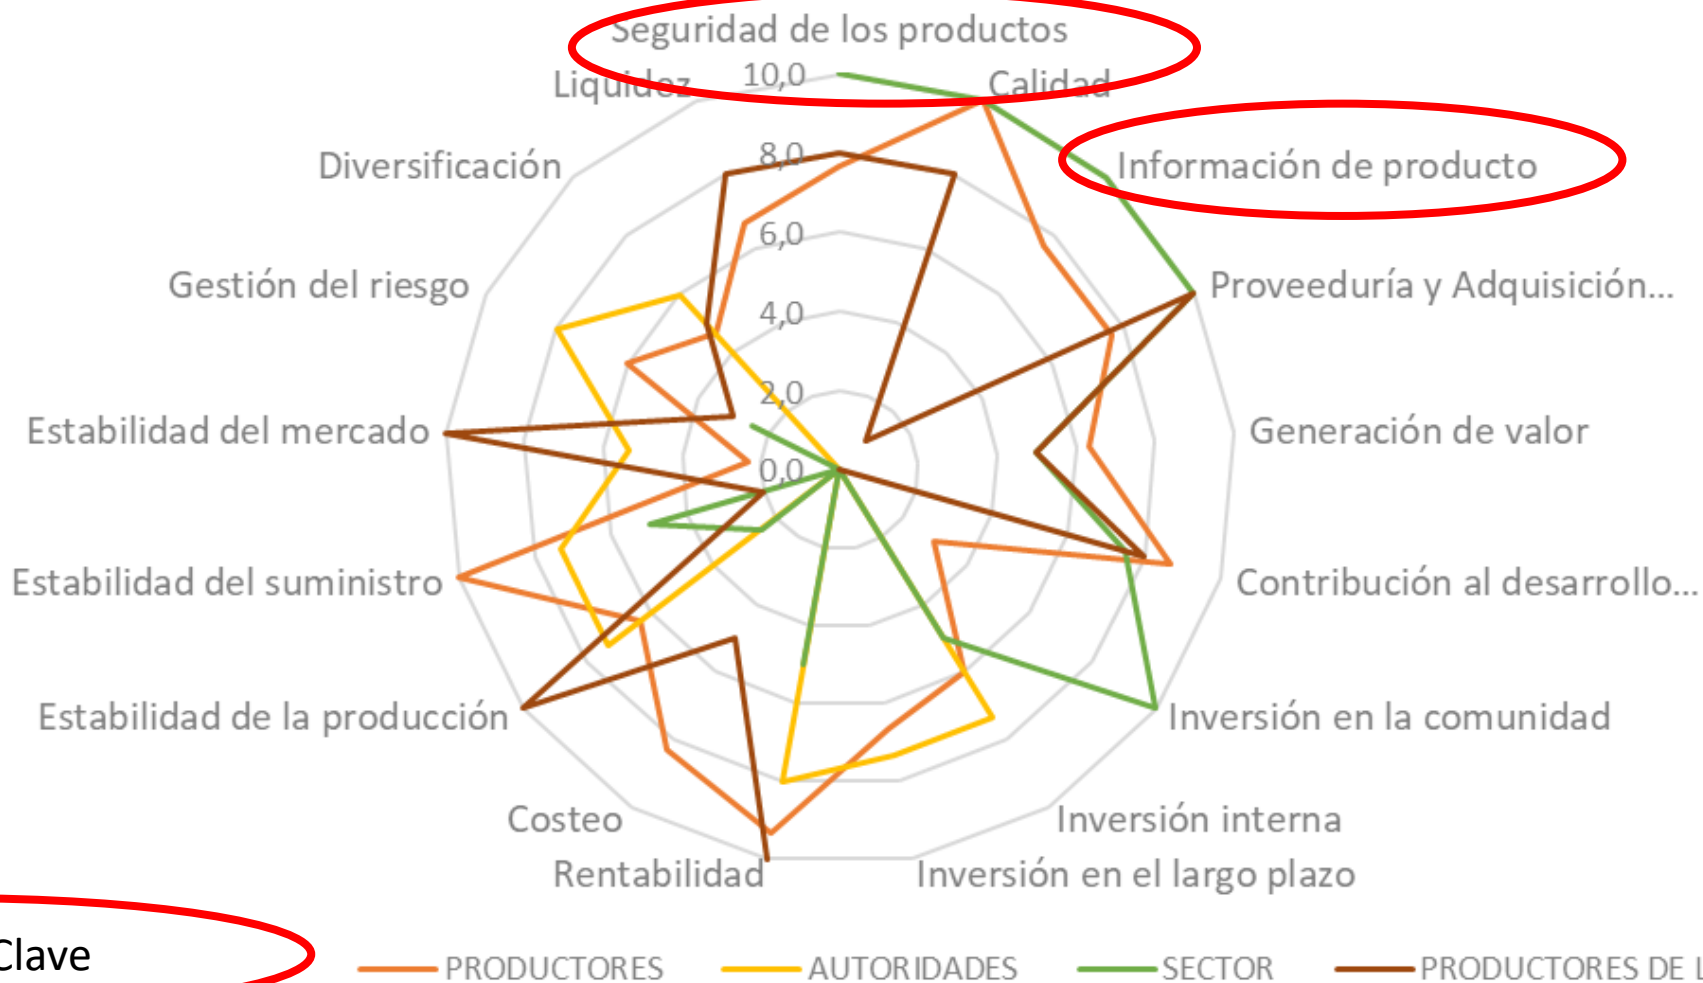 Seguridad de los productos
Liquidez
10,0
Calidad
8,0
Diversificación
Información de producto
6,0
Gestión del riesgo
Proveeduría y Adquisición...
4,0
2,0
Estabilidad del mercado
Generación de valor
0,0
Estabilidad del suministro
Contribución al desarrollo...
Estabilidad de la producción
Inversión en la comunidad
Costeo
Inversión interna
Rentabilidad
Inversión en el largo plazo
Clave
PRODUCTORES
AUTORIDADES
SECTOR
PRODUCTORES DE L